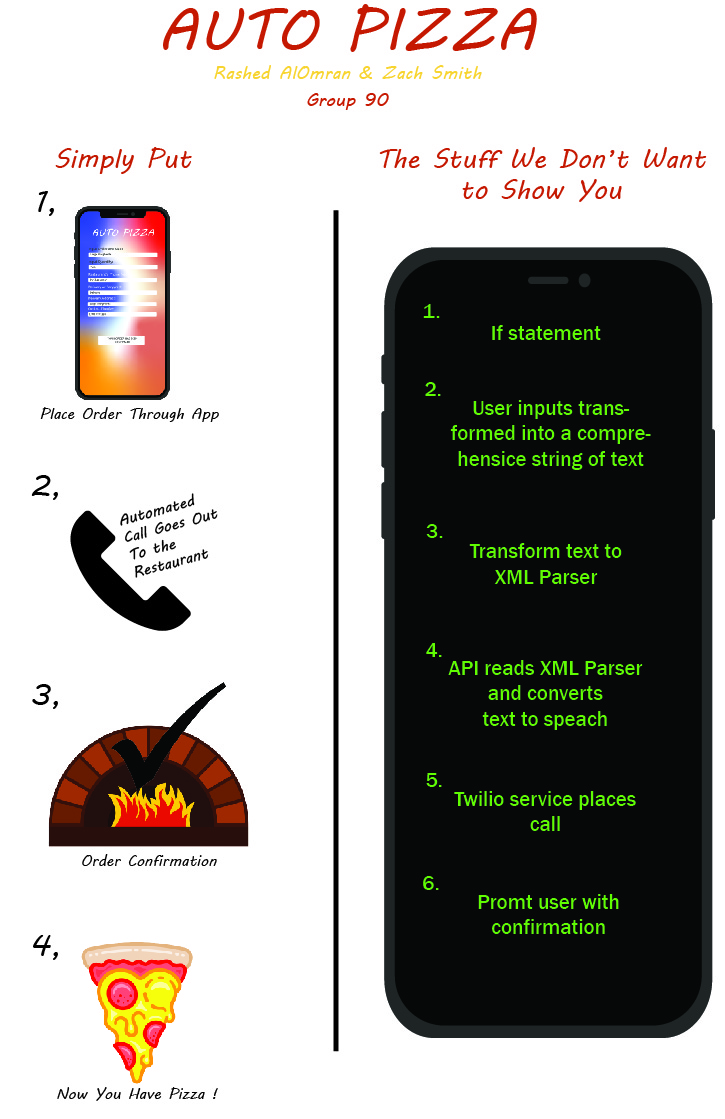 AUTO PIZZA
Rashed AlOmran & Zach Smith
Group 90
Simply Put
1,
AUTO PIZZA
Place Order Through App
2,
Automated
Call Goes Out
To the
Restaurant
3,
Order Confirmation
4,
Now You Have Pizza !
The Stuff We Don't Want
to Show You
1.
If statement
2.
User inputs trans-
formed into a compre-
hensice string of text
3.
Transform text to
XML Parser
4.
API reads XML Parser
and converts
text to speach
5.
Twilio service places
call
6.
Promt user with
confirmation